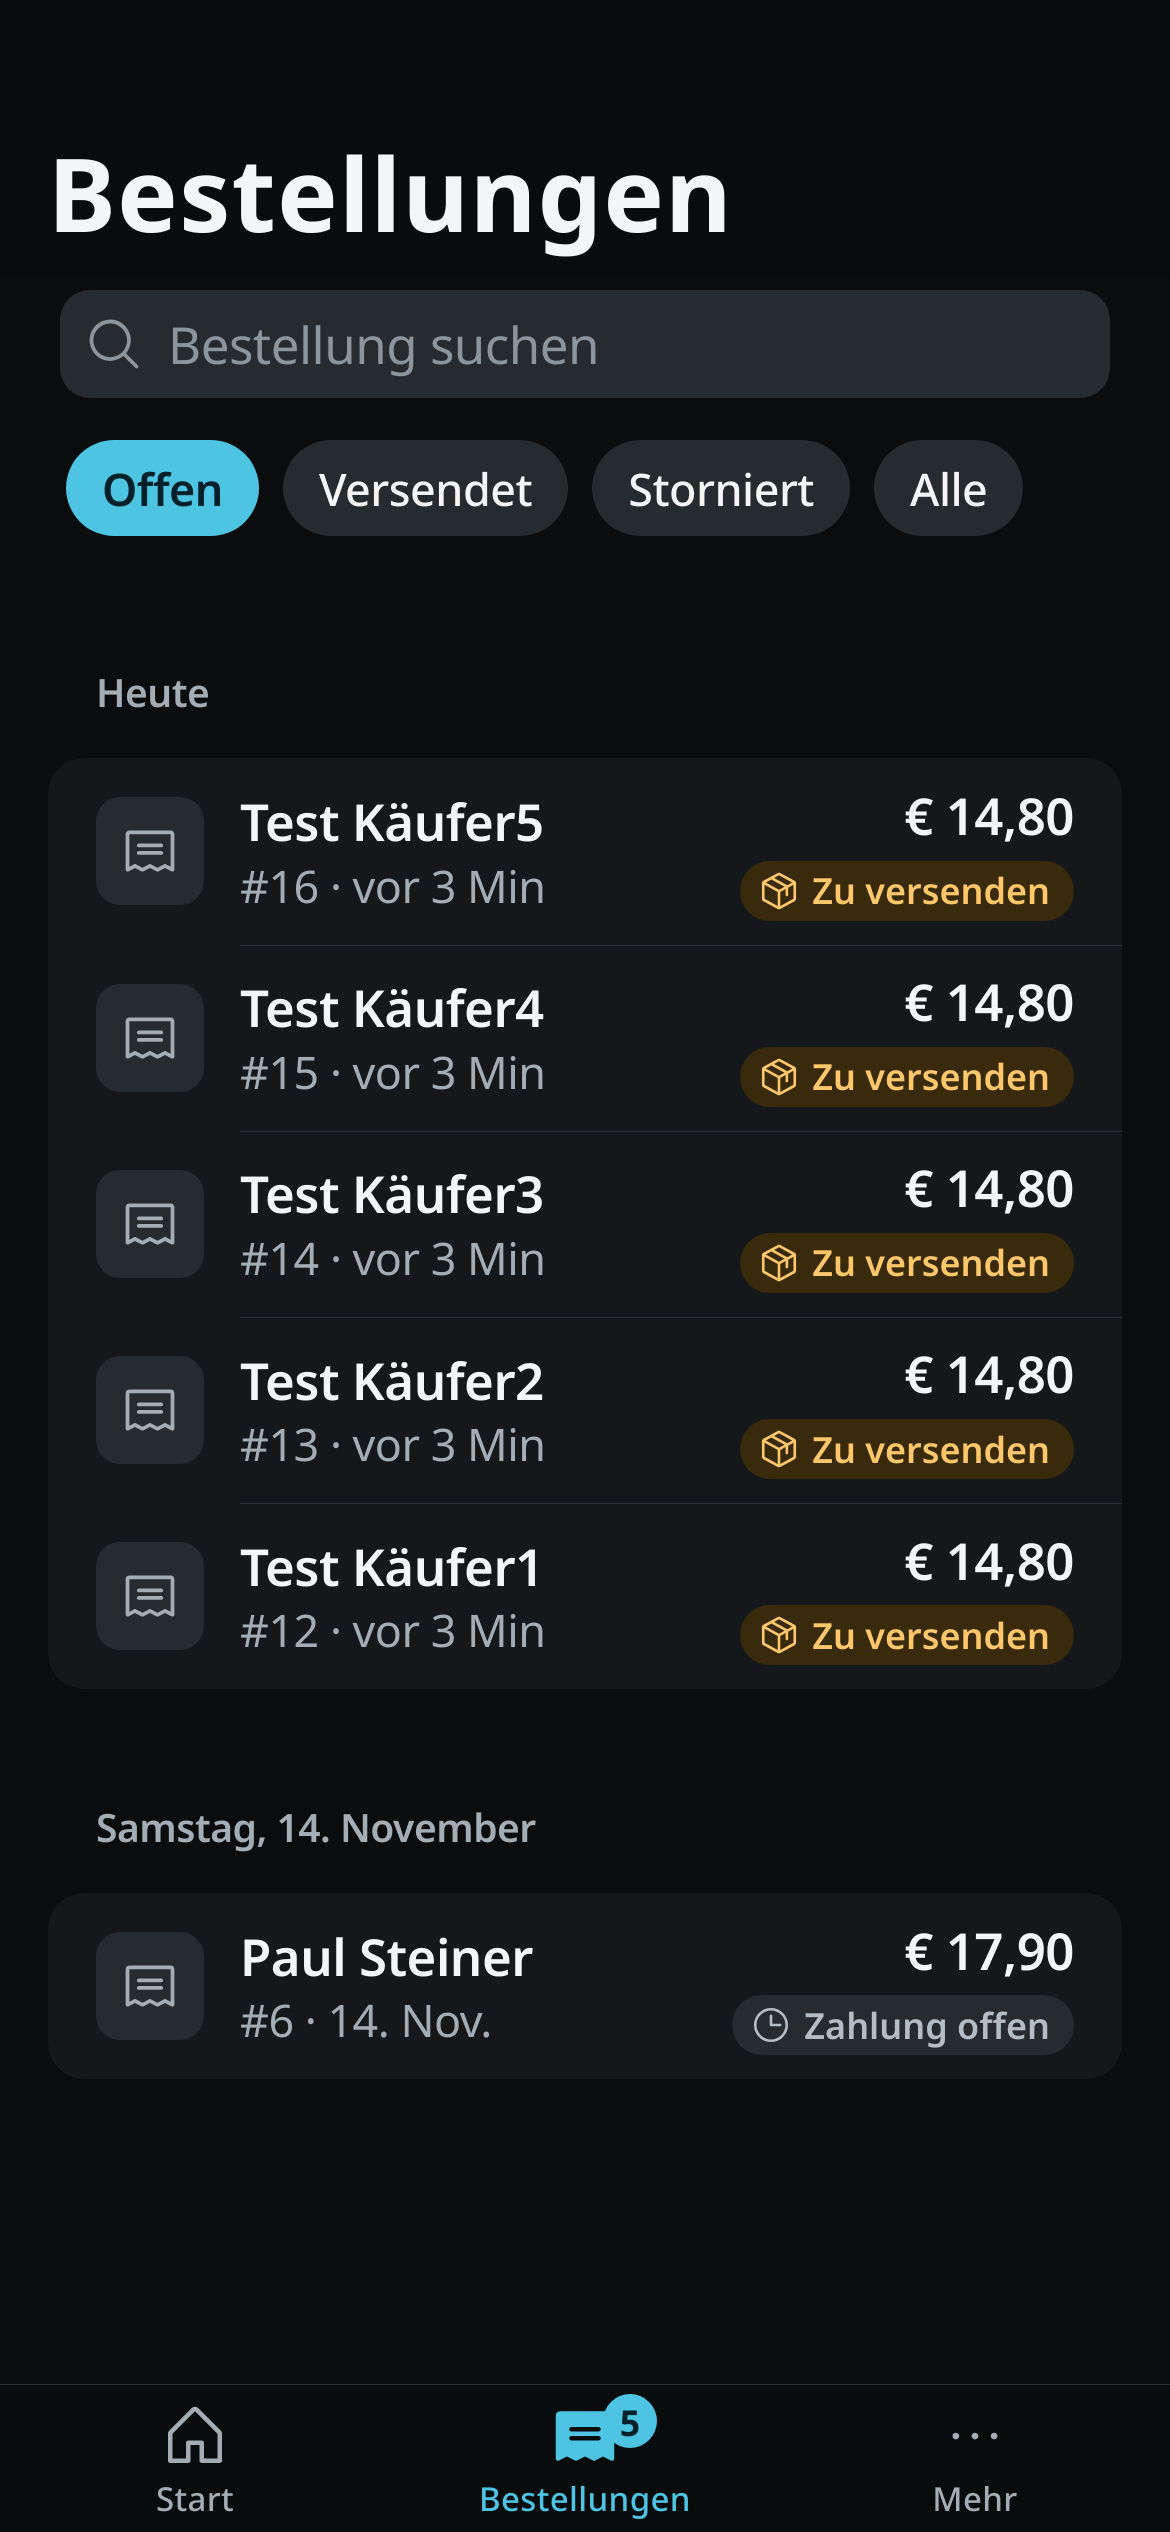 Bestellungen
Bestellung suchen
Offen Versendet Storniert Alle
Heute
Test Käufer5 € 14,80
#16 · vor 3 Min Zu versenden
Test Käufer4 € 14,80
#15 · vor 3 Min Zu versenden
Test Käufer3 € 14,80
#14 · vor 3 Min Zu versenden
Test Käufer2 € 14,80
#13 · vor 3 Min Zu versenden
Test Käufer1 € 14,80
#12 · vor 3 Min Zu versenden
Samstag, 14. November
Paul Steiner € 17,90
#6 · 14. Nov. Zahlung offen
5
Start Bestellungen Mehr